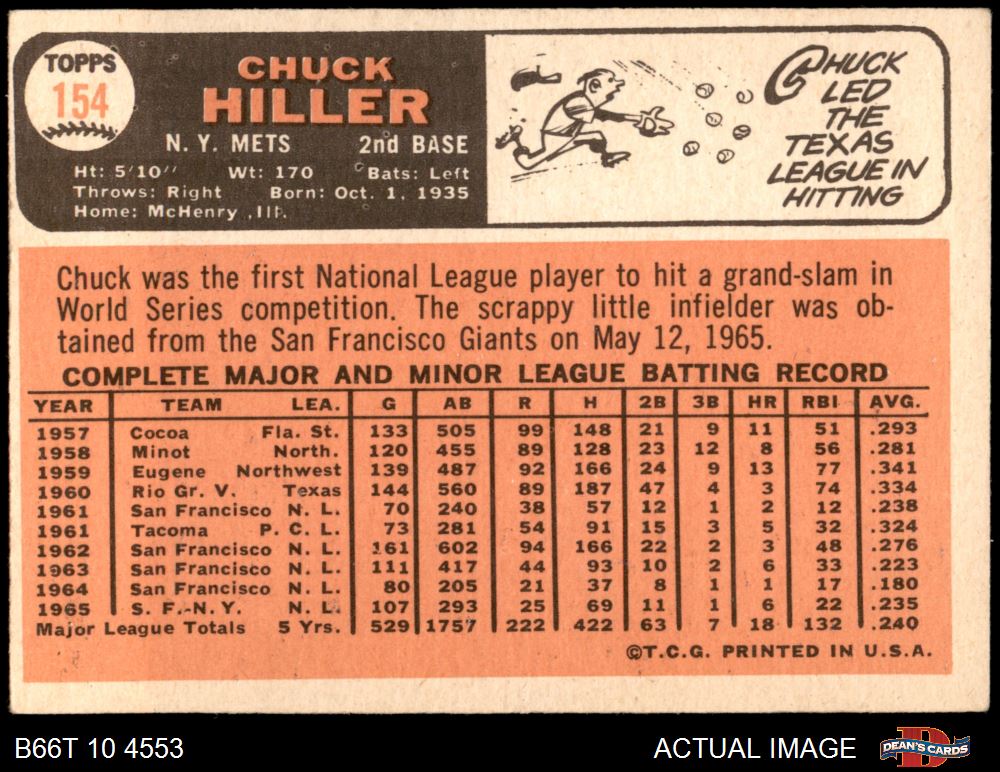 TOPPS
154
CHUCK
HILLER
N. Y. METS 2nd BASE
Ht: 5'10" Wt: 170 Bats: Left
Throws: Right Born: Oct. 1, 1935
Home: McHenry, Ill.
CHUCK
LED
THE
TEXAS
LEAGUE IN
HITTING
Chuck was the first National League player to hit a grand-slam in
World Series competition. The scrappy little infielder was ob-
tained from the San Francisco Giants on May 12, 1965.
COMPLETE MAJOR AND MINOR LEAGUE BATTING RECORD
YEAR TEAM LEA. G AB R H 2B 3B HR RBI AVG.
1957 Cocoa Fla. St. 133 505 99 148 21 9 11 51 .293
1958 Minot North. 120 455 89 128 23 12 8 56 .281
1959 Eugene Northwest 139 487 92 166 24 9 13 77 .341
1960 Rio Gr. V. Texas 144 560 89 187 47 4 3 74 .334
1961 San Francisco N. L. 70 240 38 57 12 1 2 12 .238
1961 Tacoma P. C. L. 73 281 54 91 15 3 5 32 .324
1962 San Francisco N. L. 161 602 94 166 22 2 3 48 .276
1963 San Francisco N. L. 111 417 44 93 10 2 6 33 .223
1964 San Francisco N. L. 80 205 21 37 8 1 1 17 .180
1965 S. F.-N.Y. N. L. 107 293 25 69 11 1 6 22 .235
Major League Totals 5 Yrs. 529 1757 222 422 63 7 18 132 .240
©T.C.G. PRINTED IN U.S.A.
B66T 10 4553 ACTUAL IMAGE
DEAN'S CARDS